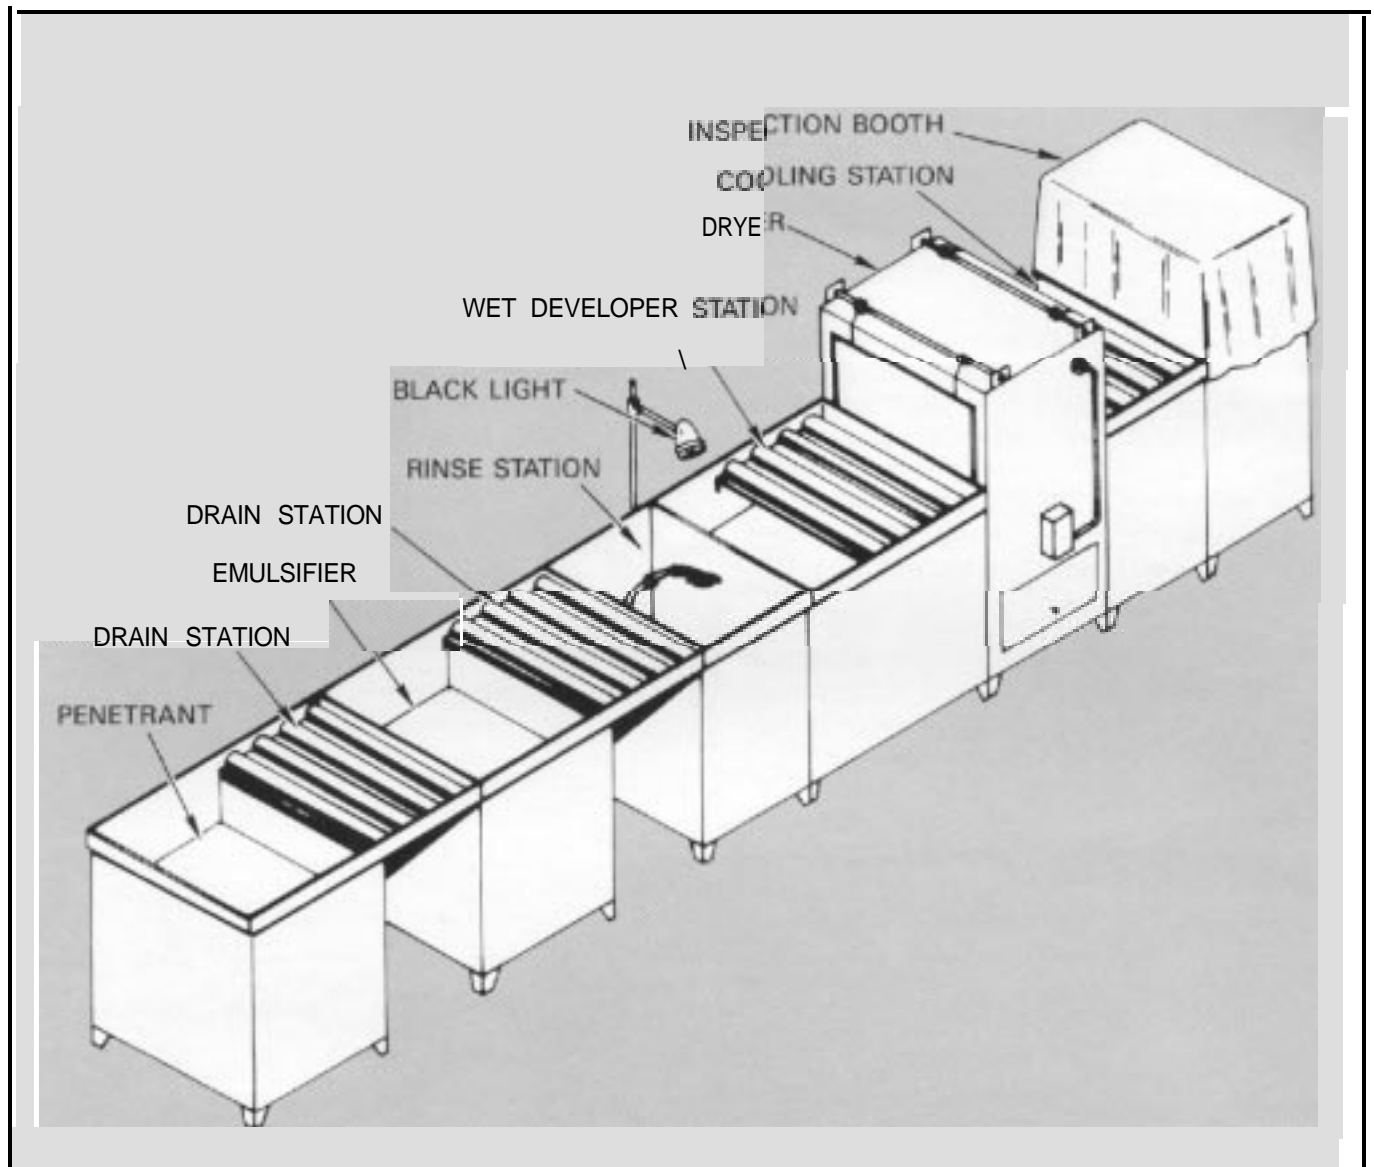 INSPECTION BOOTH
COOLING STATION
DRYER
WET DEVELOPER STATION
BLACK LIGHT
RINSE STATION
DRAIN STATION
EMULSIFIER
DRAIN STATION
PENETRANT